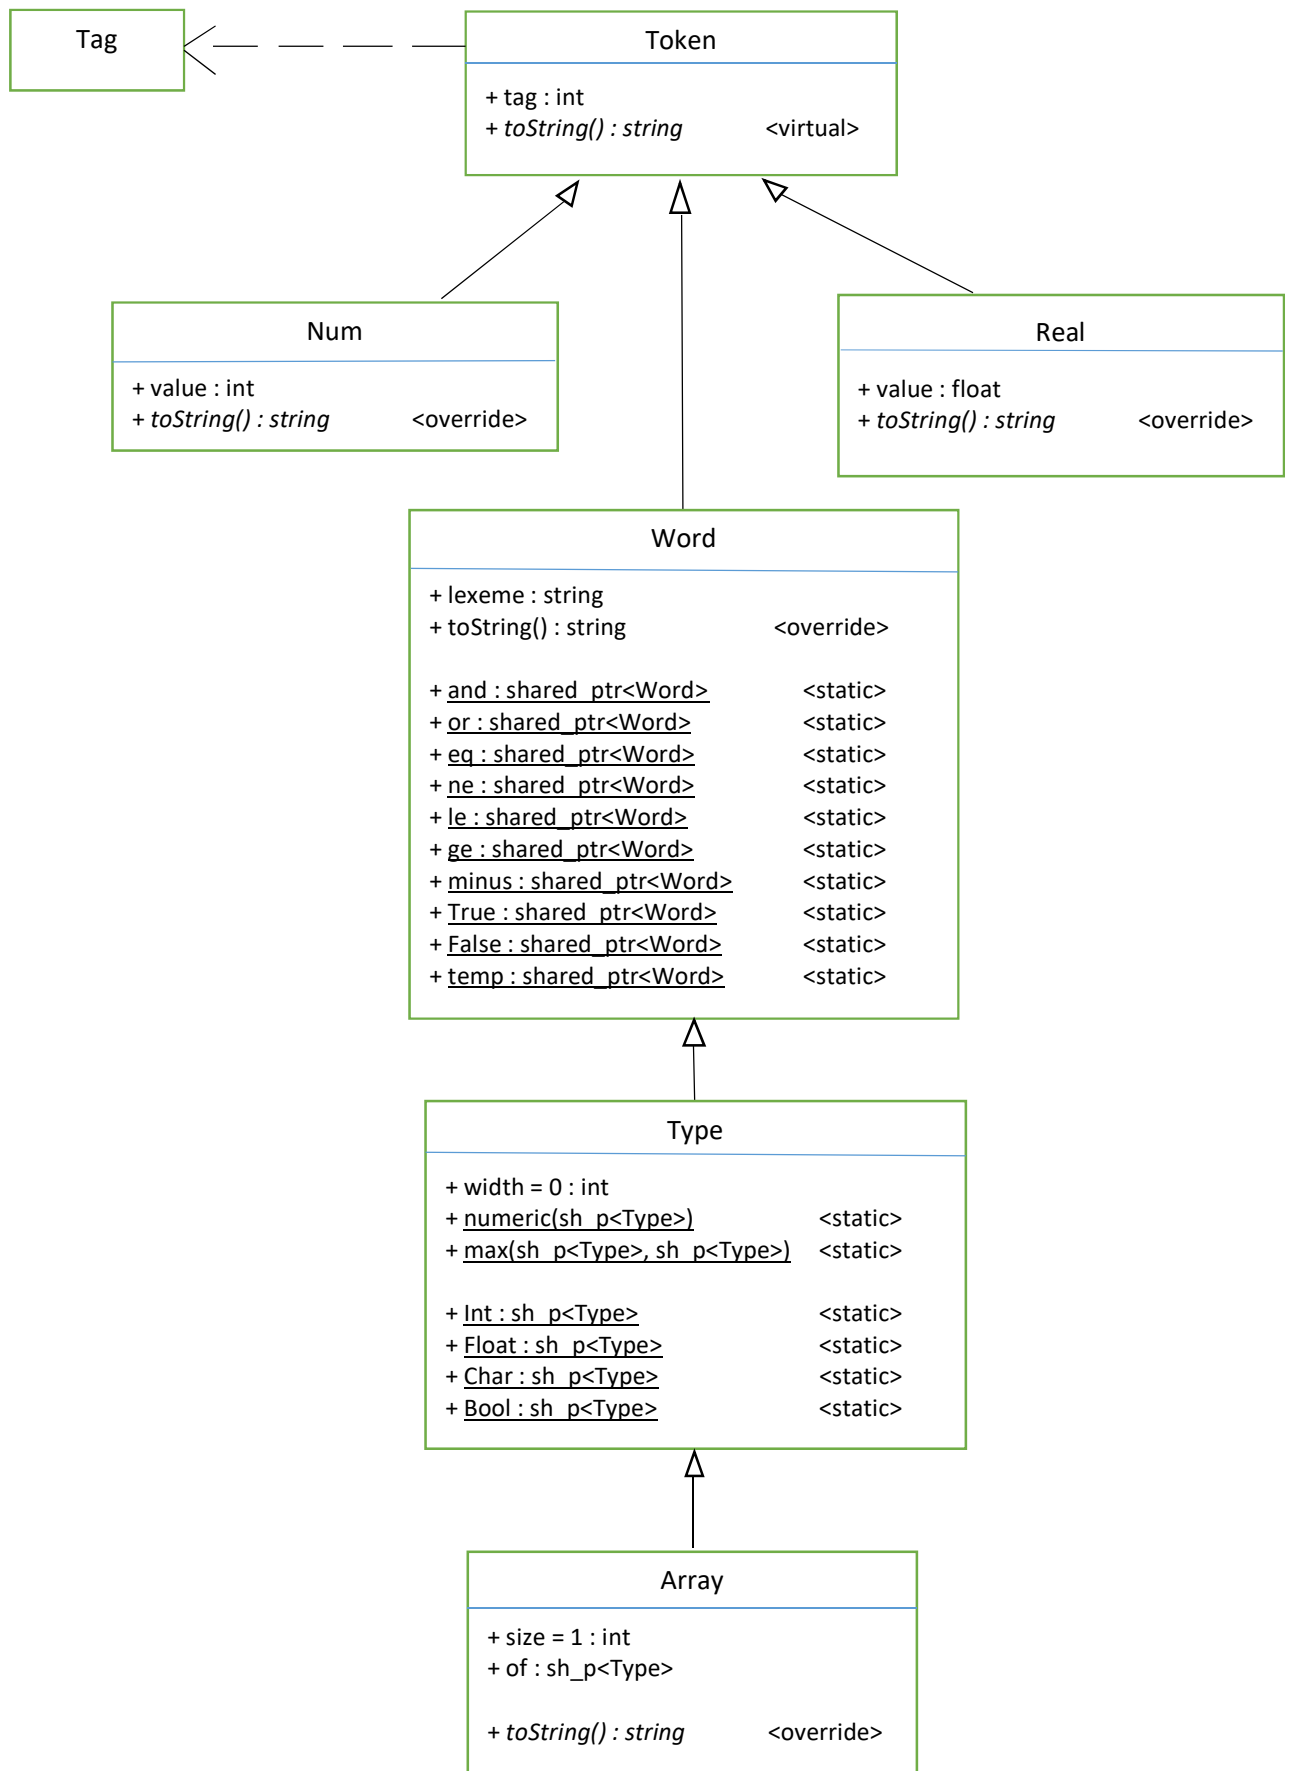 Tag
Token
+ tag : int
+ toString() : string <virtual>
Num
+ value : int
+ toString() : string <override>
Real
+ value : float
+ toString() : string <override>
Word
+ lexeme : string
+ toString() : string <override>
+ and : shared_ptr<Word> <static>
+ or : shared_ptr<Word> <static>
+ eq : shared_ptr<Word> <static>
+ ne : shared_ptr<Word> <static>
+ le : shared_ptr<Word> <static>
+ ge : shared_ptr<Word> <static>
+ minus : shared_ptr<Word> <static>
+ True : shared_ptr<Word> <static>
+ False : shared_ptr<Word> <static>
+ temp : shared_ptr<Word> <static>
Type
+ width = 0 : int
+ numeric(sh_p<Type>) <static>
+ max(sh_p<Type>, sh_p<Type>) <static>
+ Int : sh_p<Type> <static>
+ Float : sh_p<Type> <static>
+ Char : sh_p<Type> <static>
+ Bool : sh_p<Type> <static>
Array
+ size = 1 : int
+ of : sh_p<Type>
+ toString() : string <override>